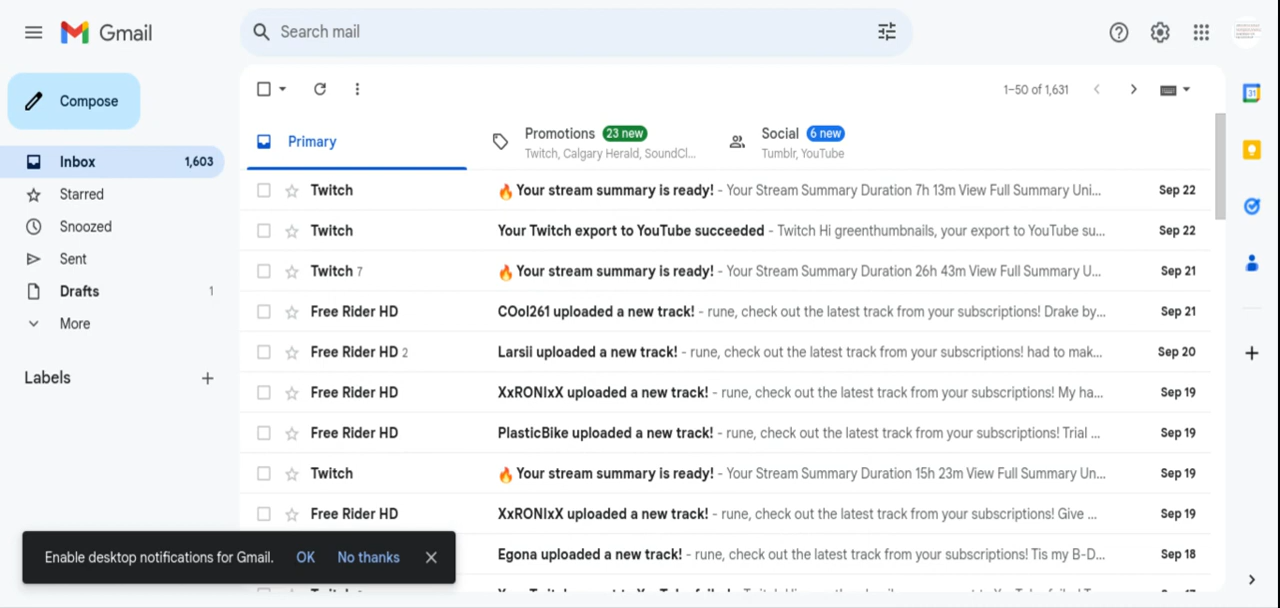 Gmail
Search mail
Compose
1–50 of 1,631
Primary
Promotions 23 new
Twitch, Calgary Herald, SoundCl...
Social 6 new
Tumblr, YouTube
Inbox 1,603
Starred
Snoozed
Sent
Drafts 1
More
Labels
Twitch 🔥 Your stream summary is ready! - Your Stream Summary Duration 7h 13m View Full Summary Uni... Sep 22
Twitch Your Twitch export to YouTube succeeded - Twitch Hi greenthumbnails, your export to YouTube su... Sep 22
Twitch 7 🔥 Your stream summary is ready! - Your Stream Summary Duration 26h 43m View Full Summary U... Sep 21
Free Rider HD COol261 uploaded a new track! - rune, check out the latest track from your subscriptions! Drake by... Sep 21
Free Rider HD 2 Larsii uploaded a new track! - rune, check out the latest track from your subscriptions! had to mak... Sep 20
Free Rider HD XxRONIxX uploaded a new track! - rune, check out the latest track from your subscriptions! My ha... Sep 19
Free Rider HD PlasticBike uploaded a new track! - rune, check out the latest track from your subscriptions! Trial ... Sep 19
Twitch 🔥 Your stream summary is ready! - Your Stream Summary Duration 15h 23m View Full Summary Un... Sep 19
Free Rider HD XxRONIxX uploaded a new track! - rune, check out the latest track from your subscriptions! Give ... Sep 19
Egona uploaded a new track! - rune, check out the latest track from your subscriptions! Tis my B-D... Sep 18
Enable desktop notifications for Gmail. OK No thanks
31